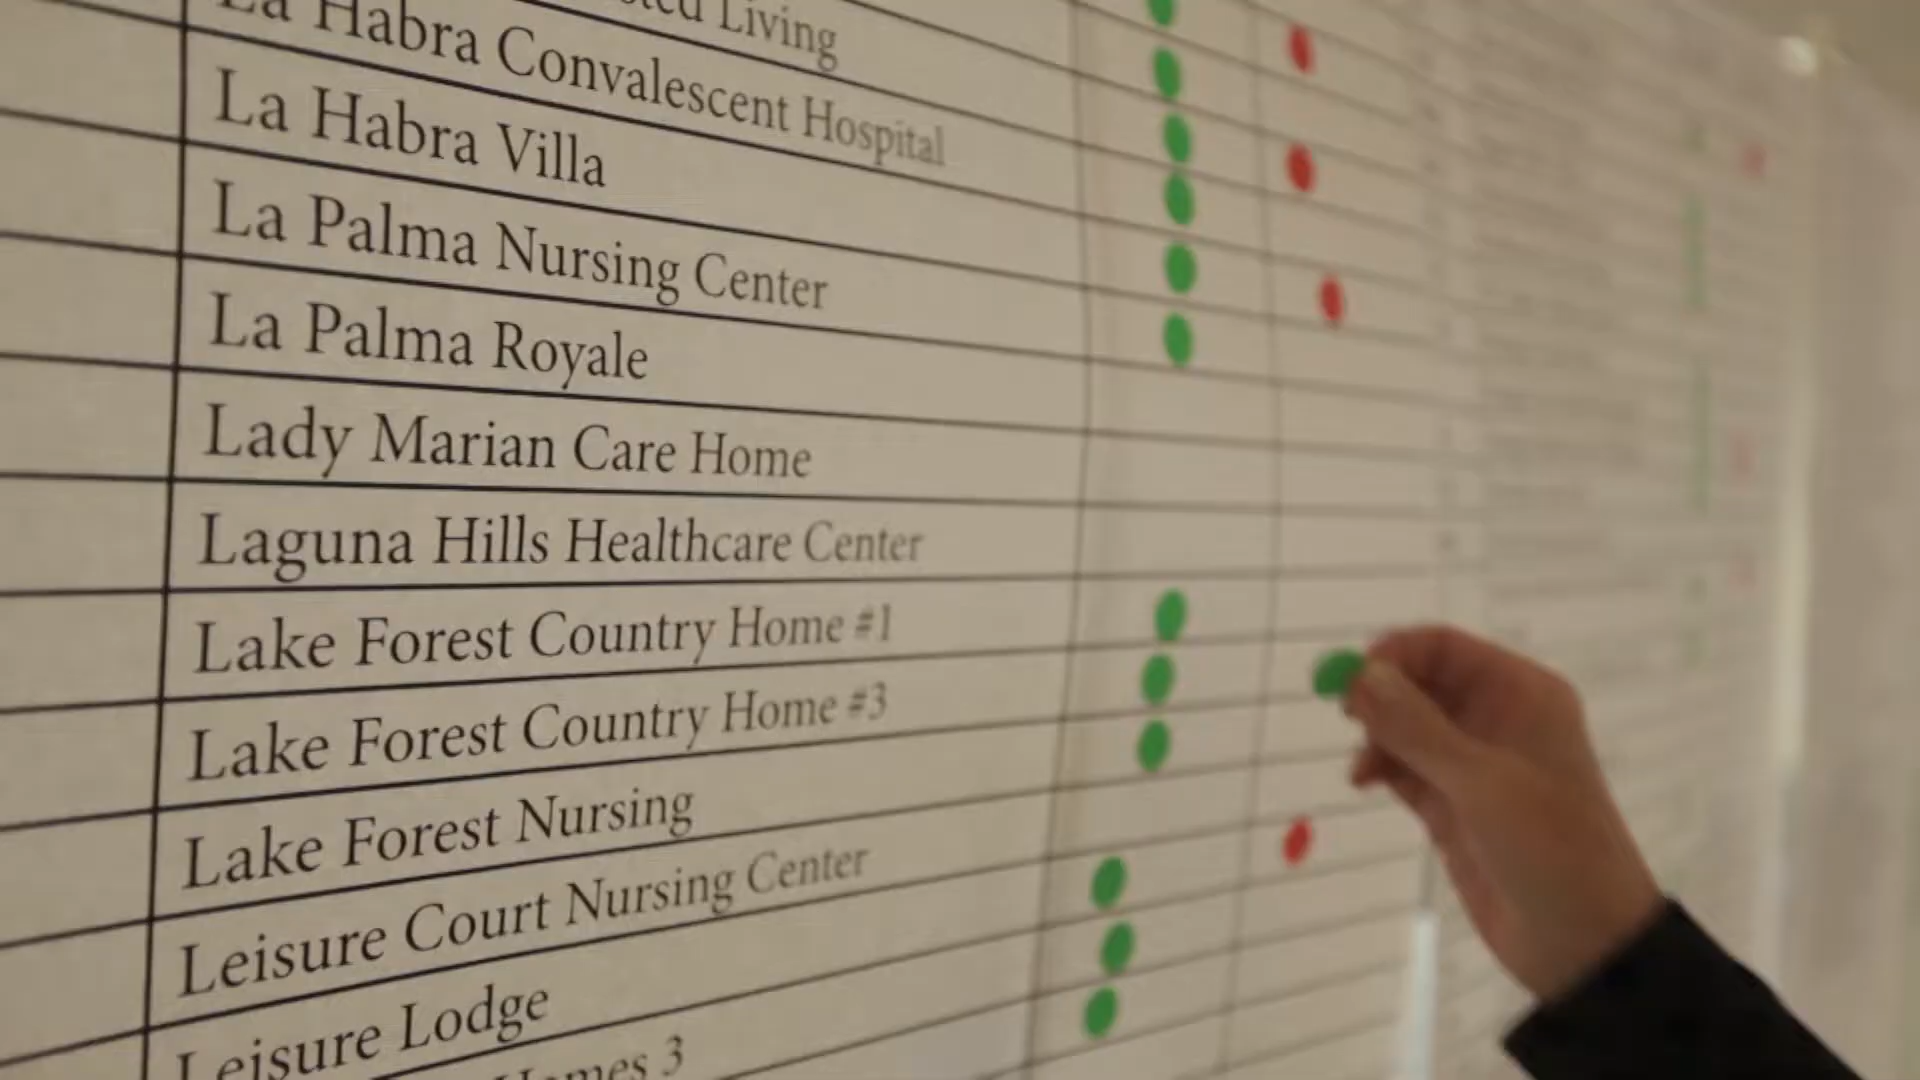 Living
La Habra Convalescent Hospital
La Habra Villa
La Palma Nursing Center
La Palma Royale
Lady Marian Care Home
Laguna Hills Healthcare Center
Lake Forest Country Home #1
Lake Forest Country Home #3
Lake Forest Nursing
Leisure Court Nursing Center
Leisure Lodge
Homes 3